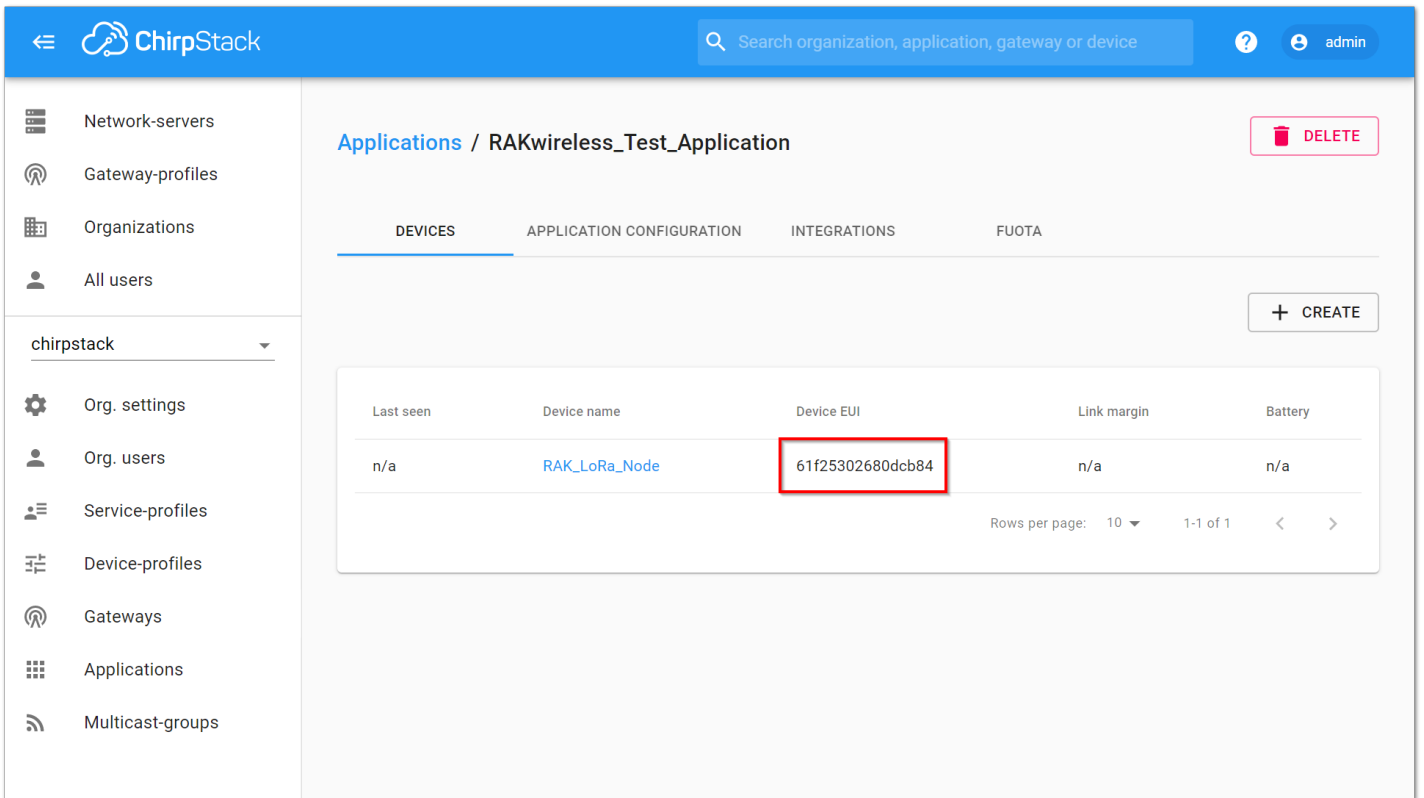 ChirpStack
Search organization, application, gateway or device
? admin
Network-servers
Gateway-profiles
Organizations
All users
chirpstack
Org. settings
Org. users
Service-profiles
Device-profiles
Gateways
Applications
Multicast-groups
Applications / RAKwireless_Test_Application
DELETE
DEVICES APPLICATION CONFIGURATION INTEGRATIONS FUOTA
+ CREATE
Last seen Device name Device EUI Link margin Battery
n/a RAK_LoRa_Node 61f25302680dcb84 n/a n/a
Rows per page: 10 1-1 of 1